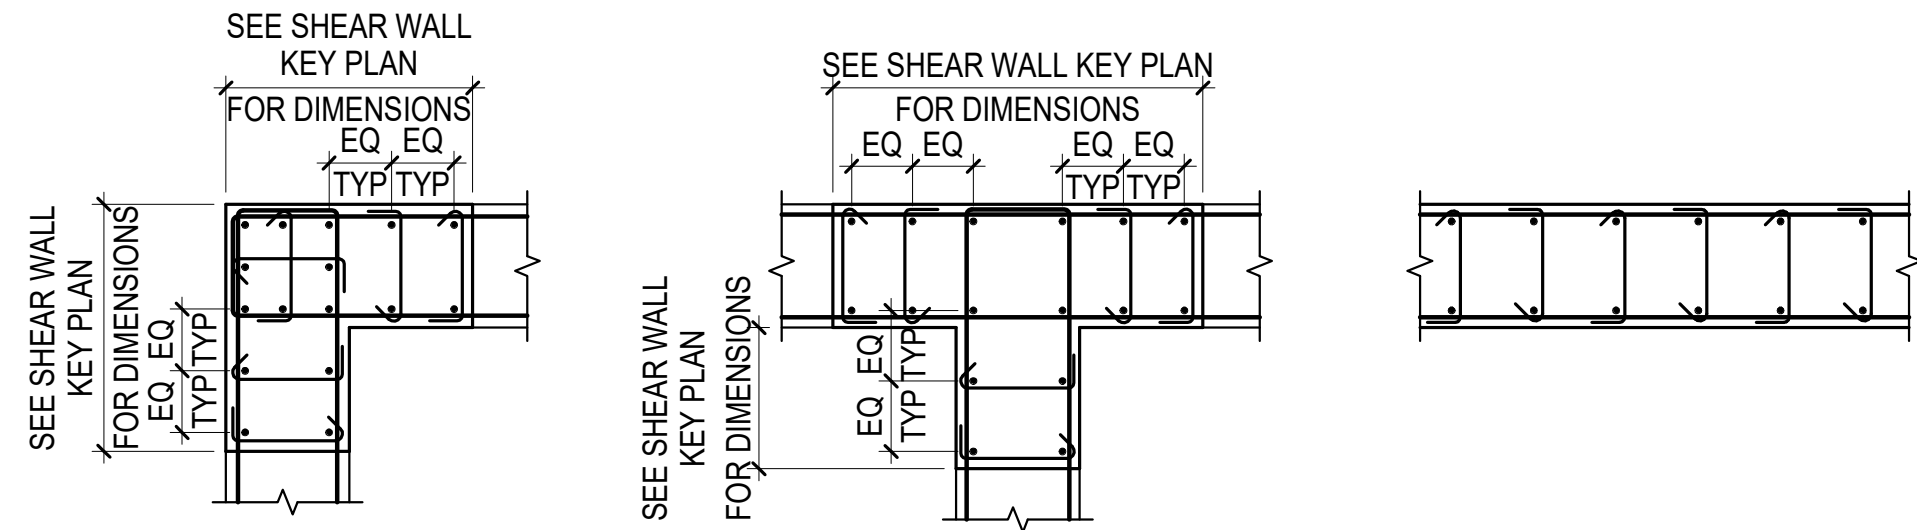 SEE SHEAR WALL
KEY PLAN
FOR DIMENSIONS
EQ EQ
TYP TYP
SEE SHEAR WALL
KEY PLAN
FOR DIMENSIONS
EQ EQ
TYP TYP
SEE SHEAR WALL KEY PLAN
FOR DIMENSIONS
EQ EQ
EQ EQ
TYP TYP
SEE SHEAR WALL
KEY PLAN
FOR DIMENSIONS
EQ EQ
TYP TYP